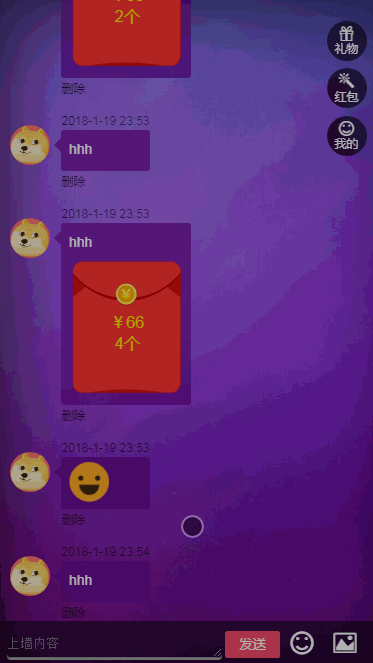 2个
删除
礼物
红包
我的
2018-1-19 23:53
hhh
删除
2018-1-19 23:53
hhh
¥
￥66
4个
删除
2018-1-19 23:53
删除
2018-1-19 23:54
hhh
删除
上墙内容
发送